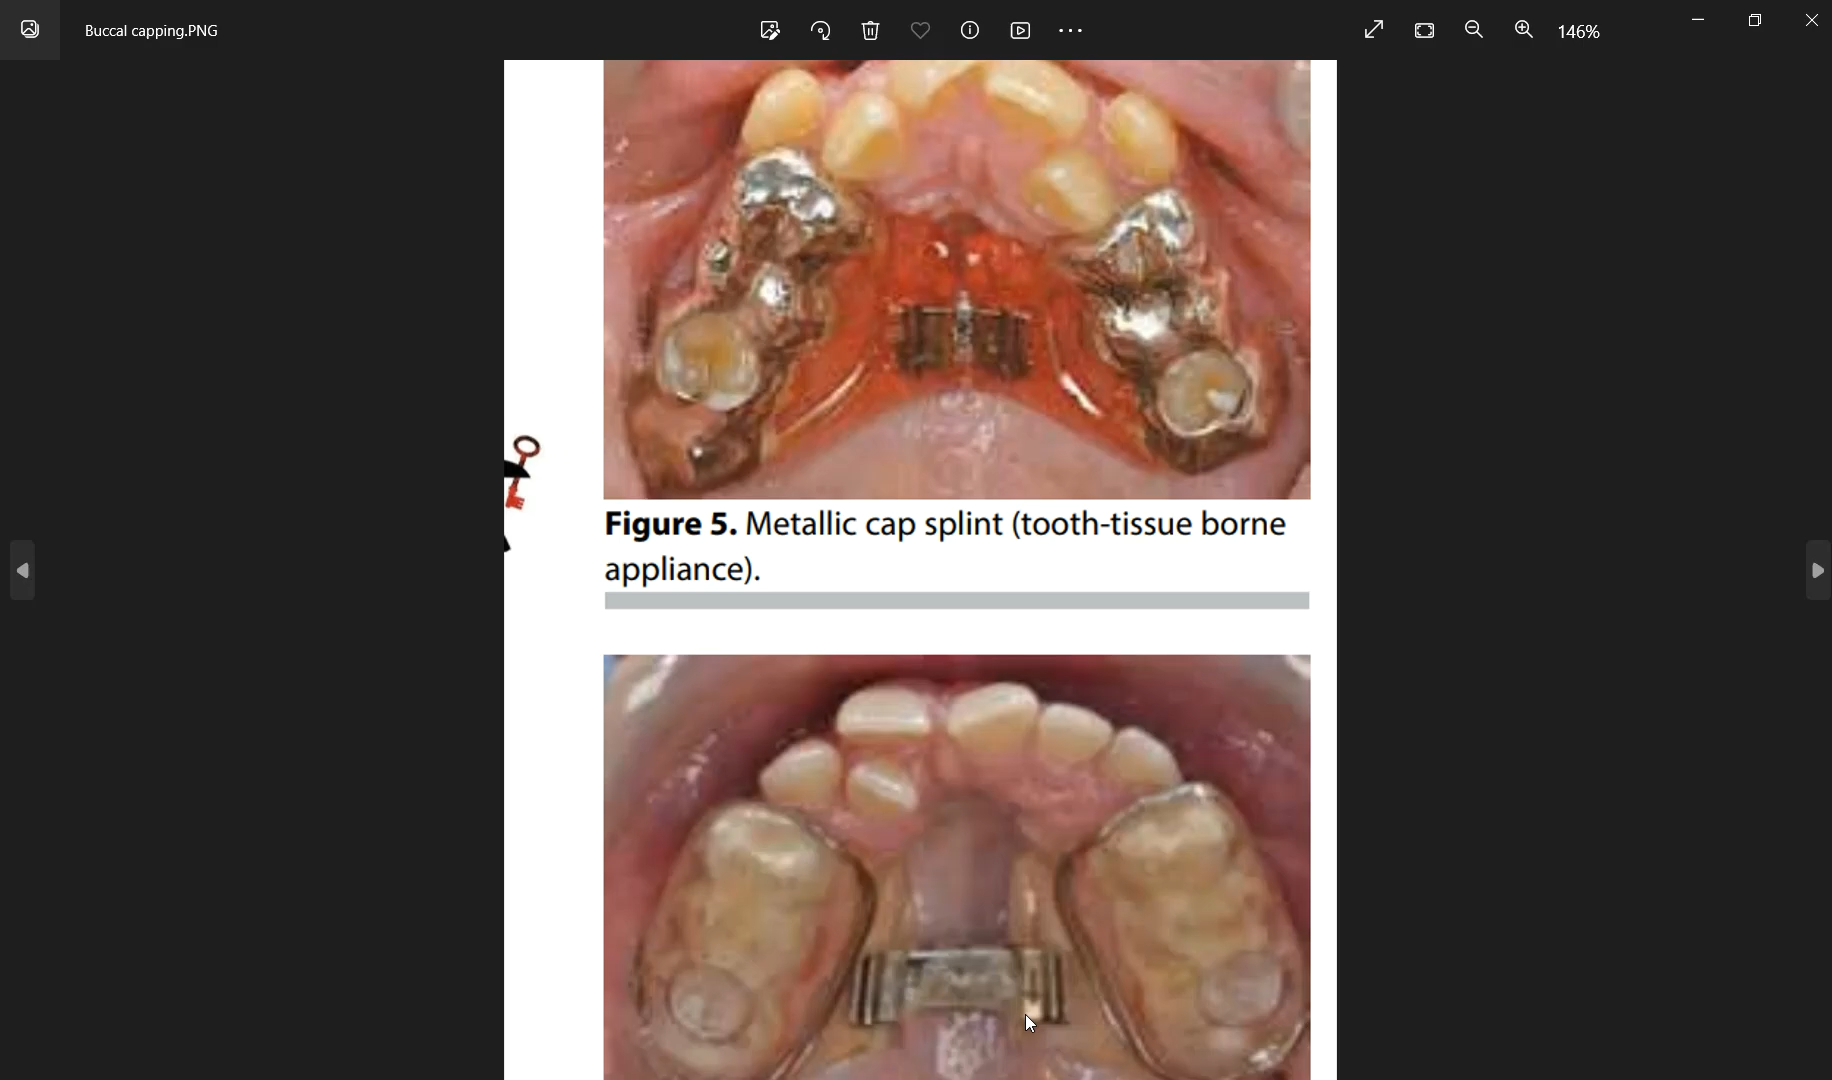 Buccal capping.PNG
146%
Figure 5. Metallic cap splint (tooth-tissue borne
appliance).